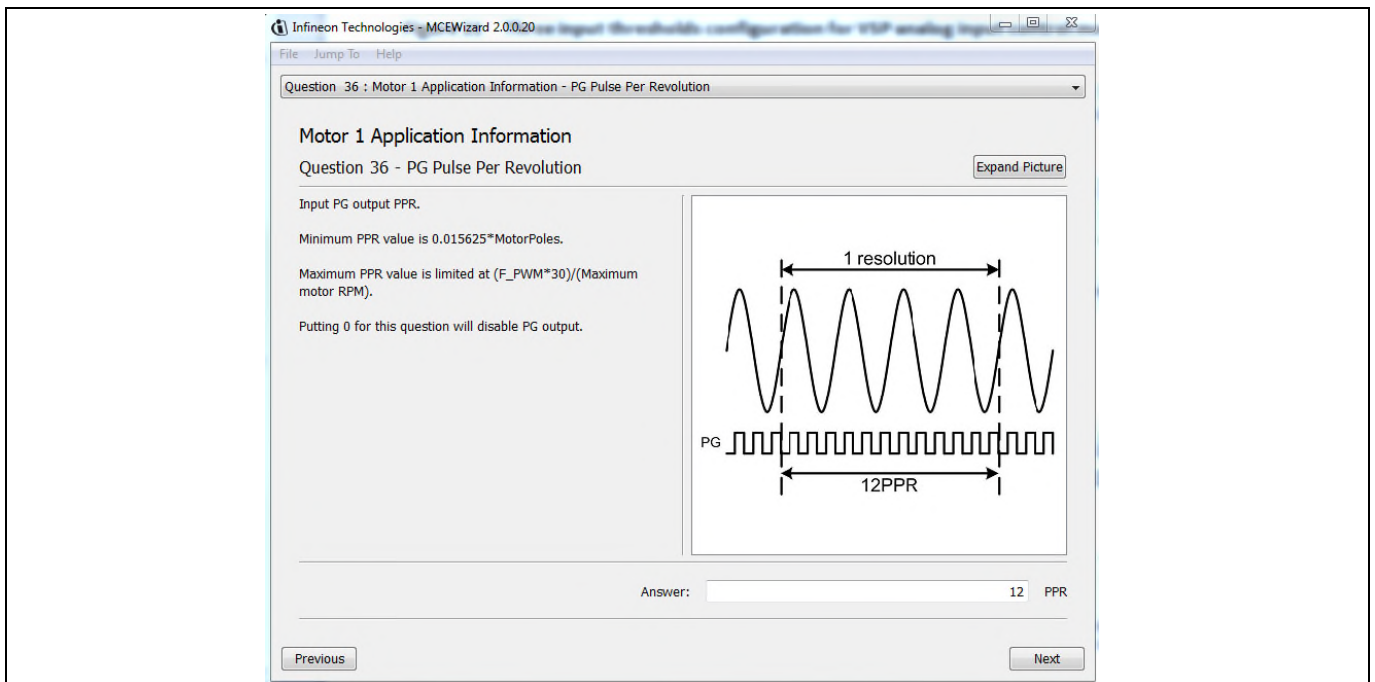 Infineon Technologies - MCEWizard 2.0.0.20
File Jump To Help
Question 36 : Motor 1 Application Information - PG Pulse Per Revolution
Motor 1 Application Information
Question 36 - PG Pulse Per Revolution
Expand Picture
Input PG output PPR.
Minimum PPR value is 0.015625*MotorPoles.
Maximum PPR value is limited at (F_PWM*30)/(Maximum
motor RPM).
Putting 0 for this question will disable PG output.
1 resolution
PG
12PPR
Answer: 12 PPR
Previous
Next